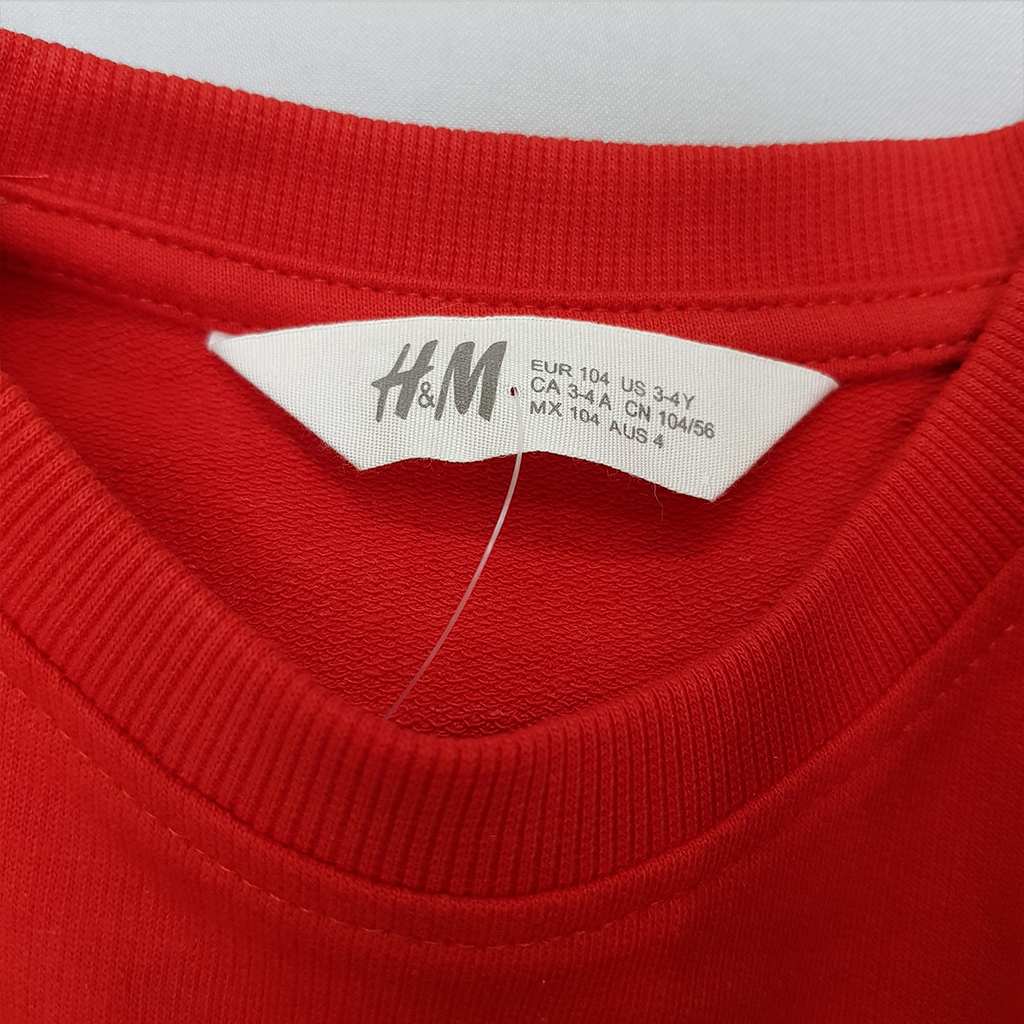 H&M
EUR 104 US 3-4Y
CA 3-4 A CN 104/56
MX 104 AUS 4